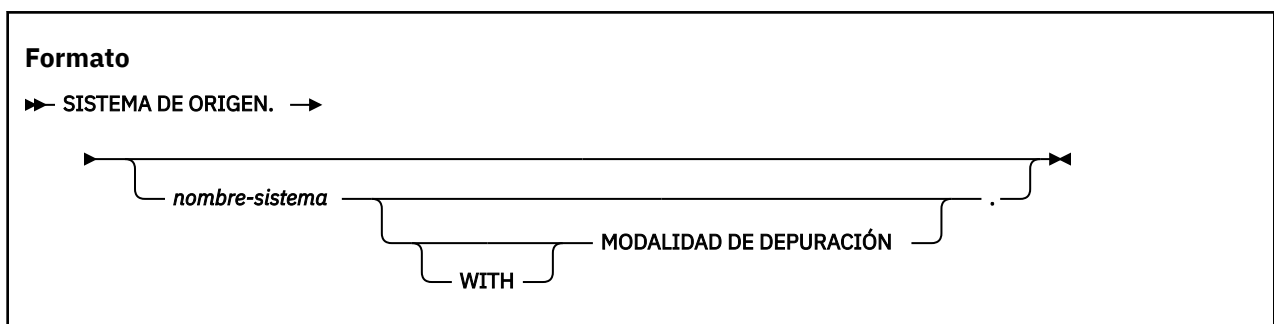 Formato
SISTEMA DE ORIGEN.
nombre-sistema .
MODALIDAD DE DEPURACIÓN
WITH